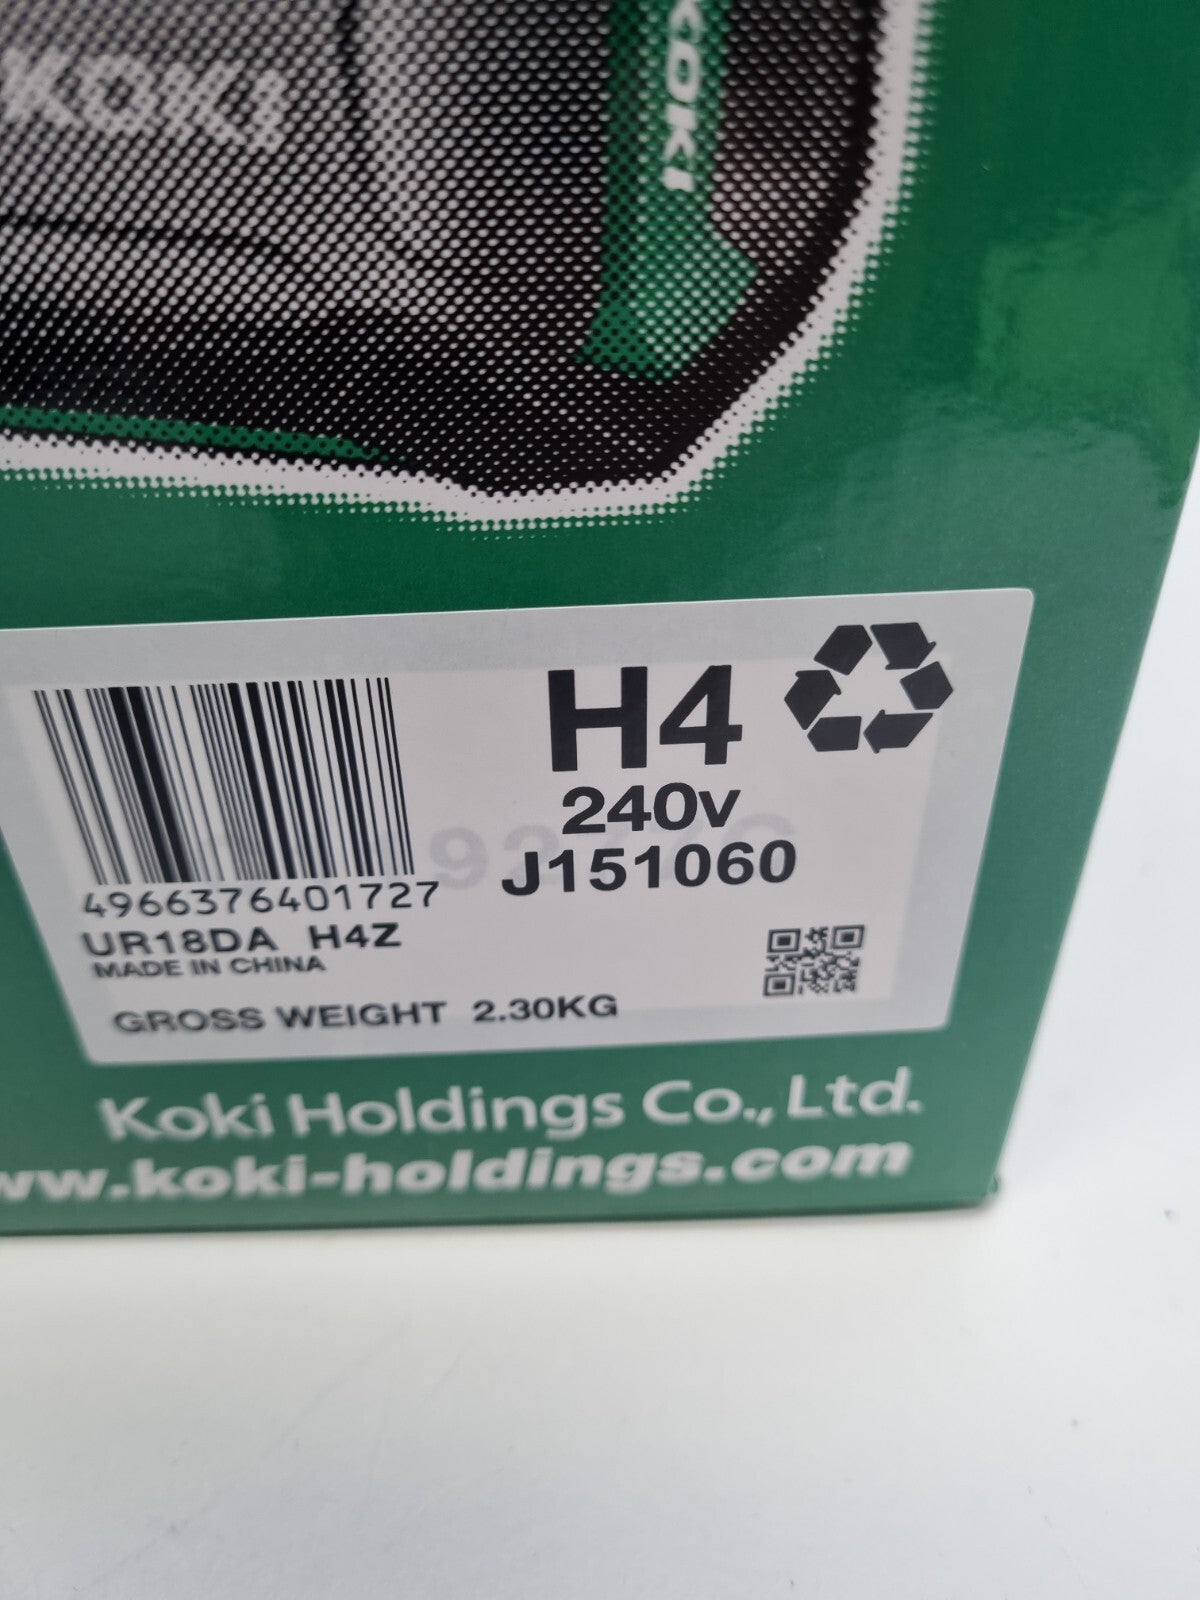 KOKI
KOKI
H4
240v
J151060
4966376401727
UR18DA H4Z
MADE IN CHINA
GROSS WEIGHT 2.30KG
Koki Holdings Co., Ltd.
www.koki-holdings.com